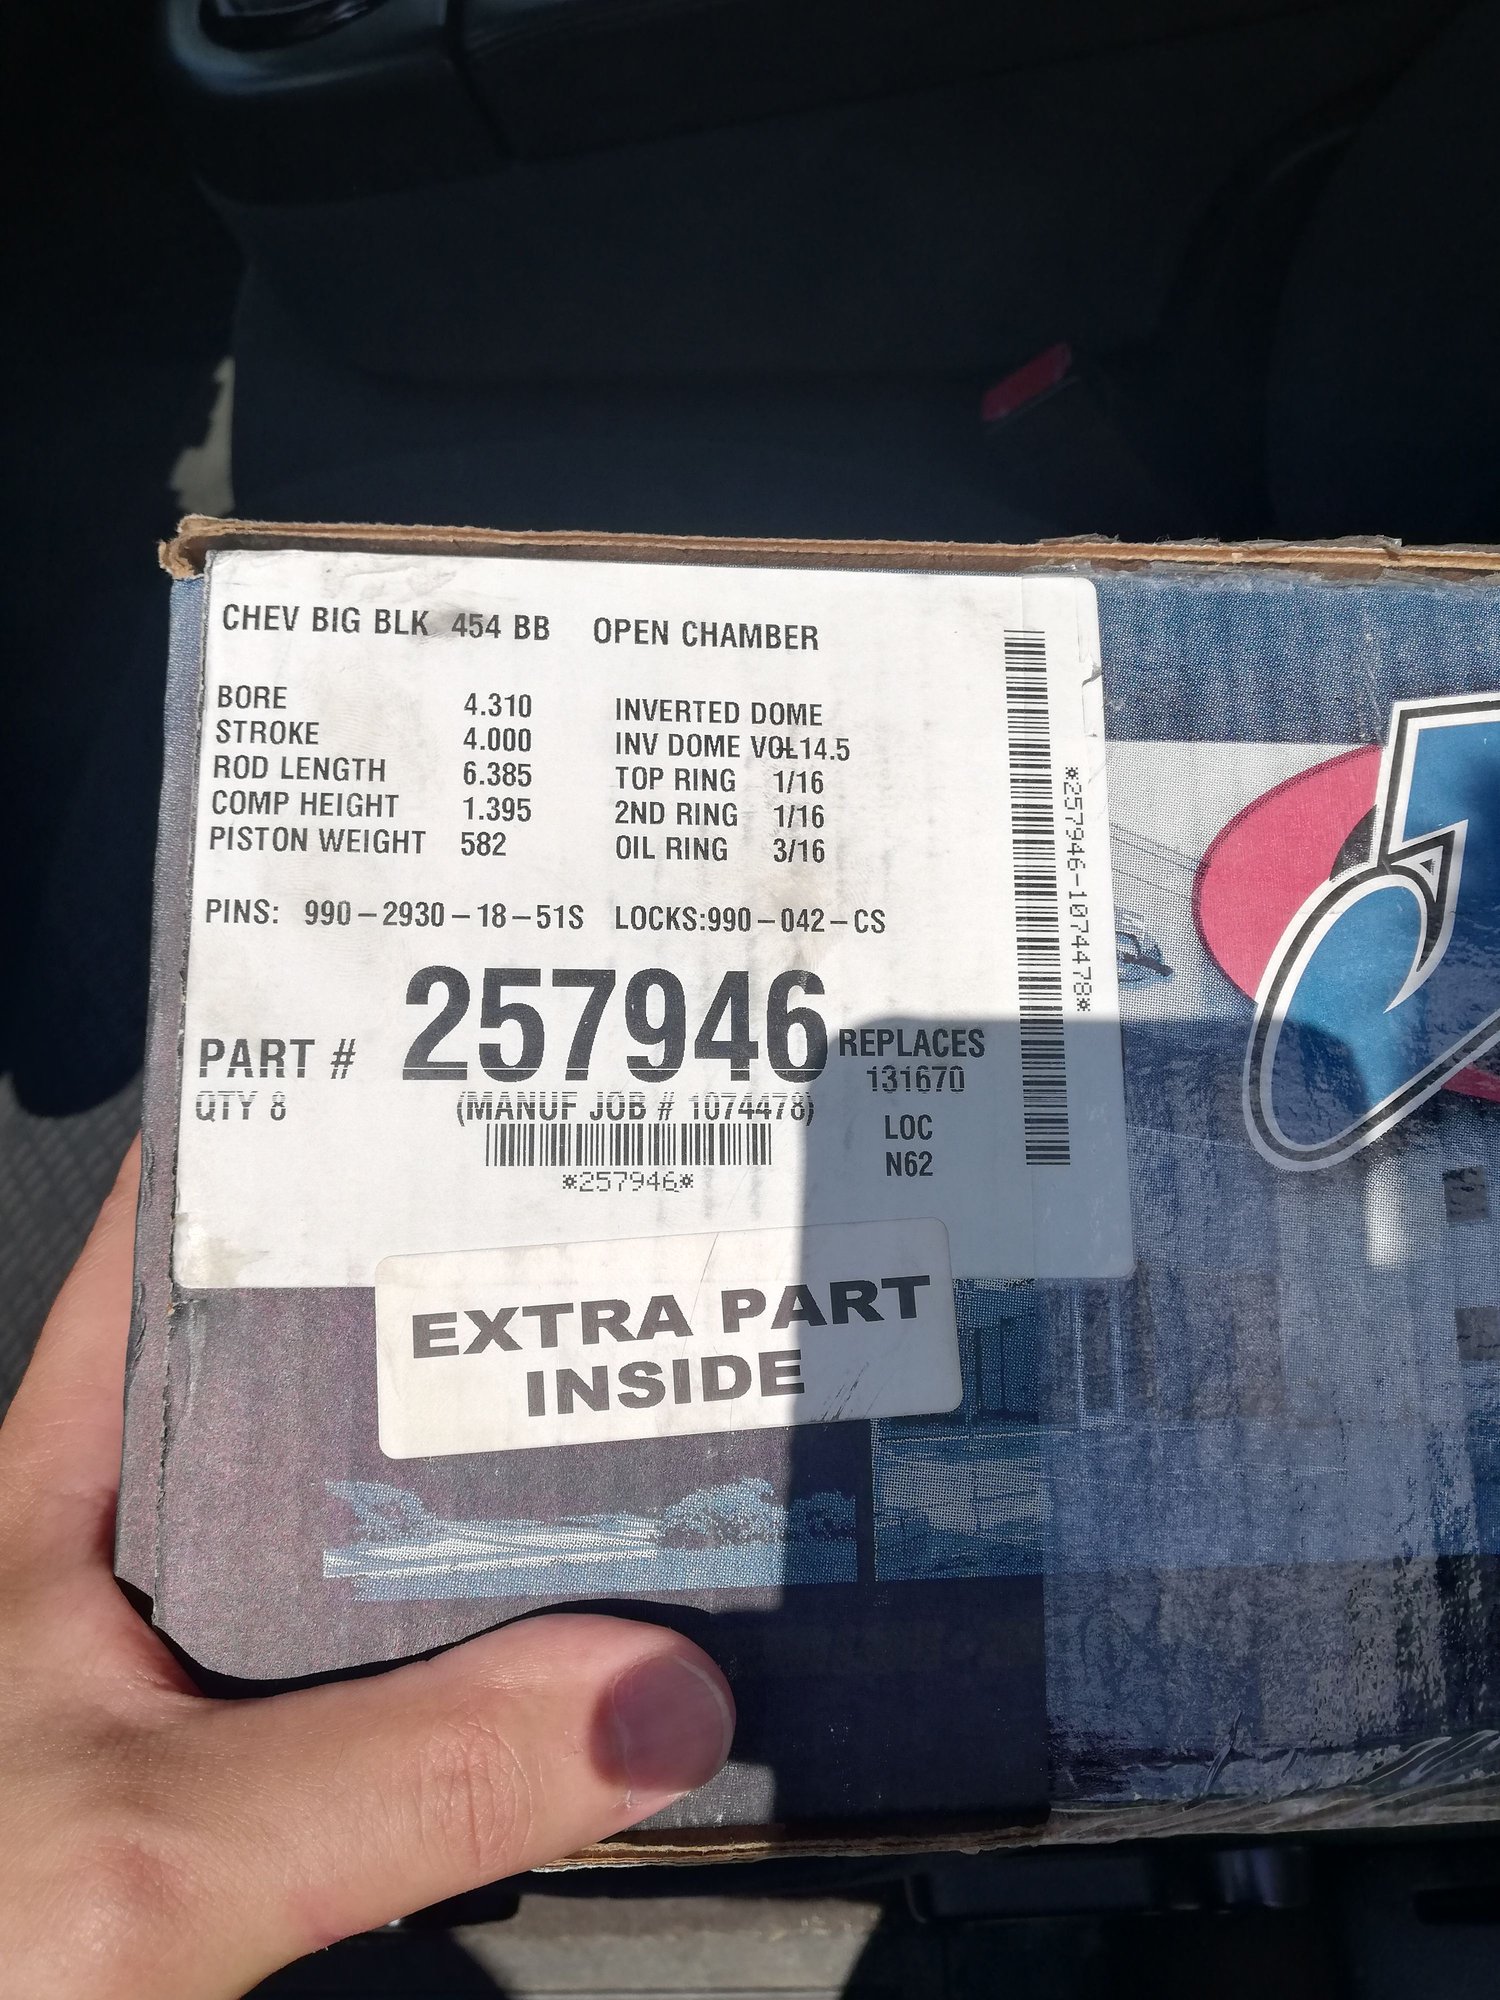 CHEV BIG BLK 454 BB OPEN CHAMBER
BORE 4.310 INVERTED DOME
STROKE 4.000 INV DOME VOL 14.5
ROD LENGTH 6.385 TOP RING 1/16
COMP HEIGHT 1.395 2ND RING 1/16
PISTON WEIGHT 582 OIL RING 3/16
PINS: 990-2930-18-51S LOCKS:990-042-CS
PART # 257946 REPLACES
131670
QTY 8 (MANUF JOB # 1074478)
LOC
N62
*257946*
*257946-1074478*
EXTRA PART
INSIDE